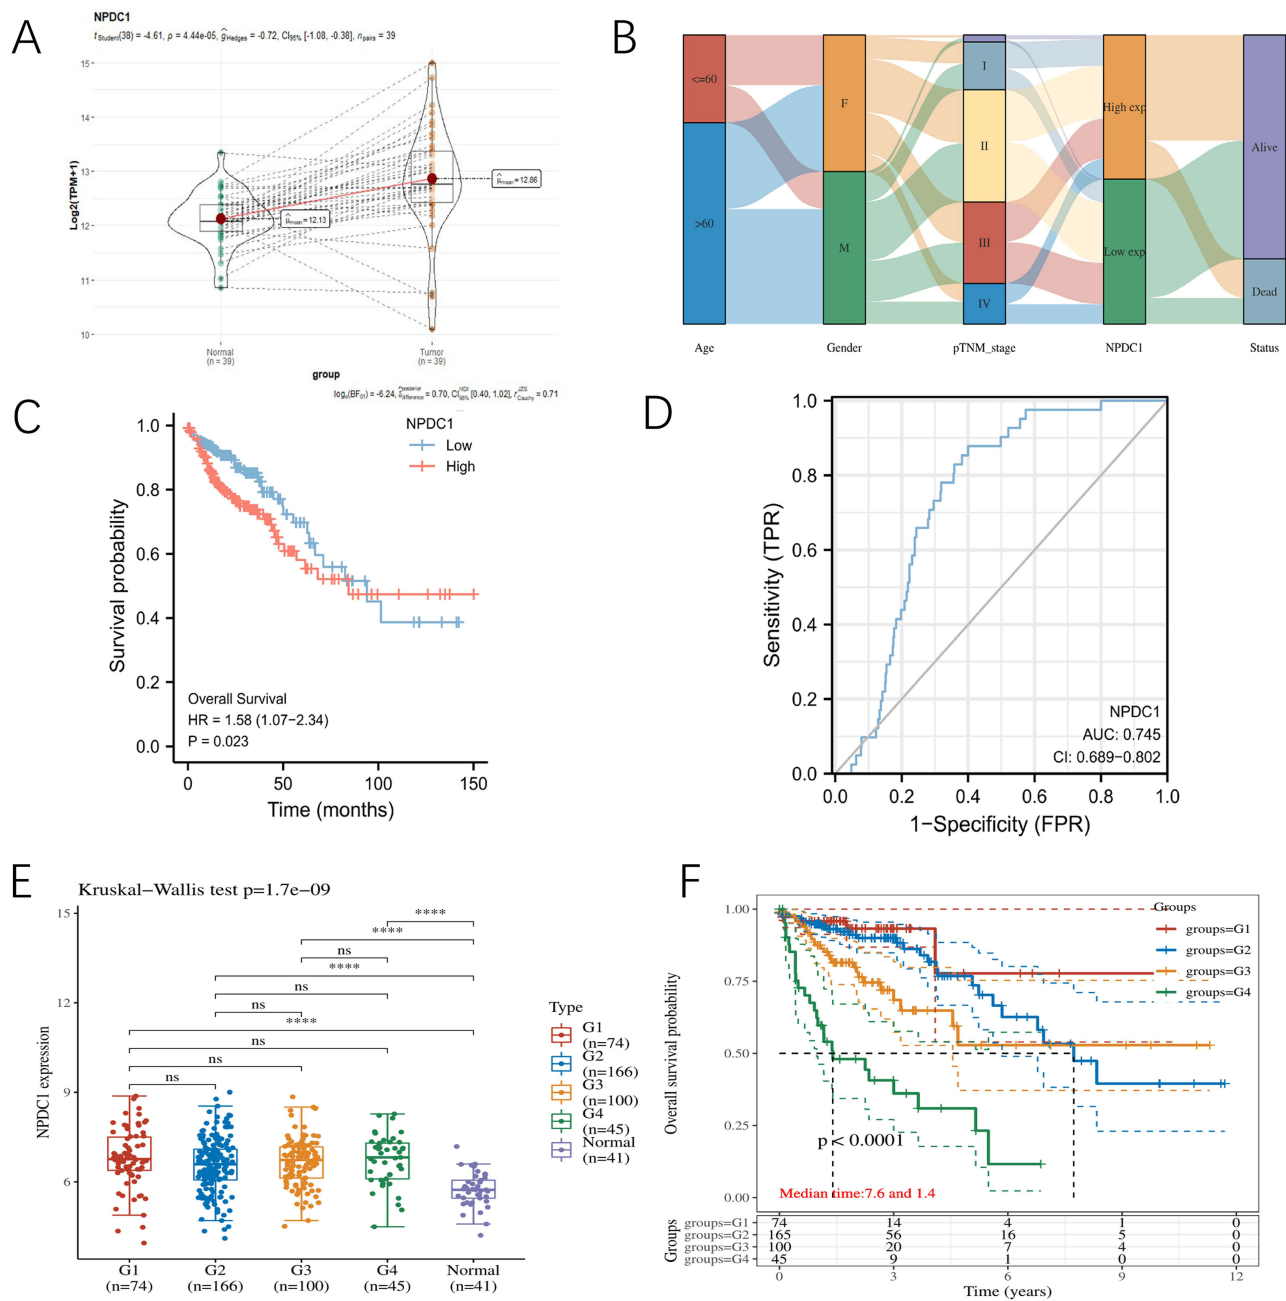 A
NPDC1
t Student(38) = -4.61, p = 4.44e-05, ĝ Hedges = -0.72, CI 95% [-1.08, -0.38], n pairs = 39
15
14
13
12
11
10
Log2(TPM+1)
μ̂ mean = 12.13
μ̂ mean = 12.86
Normal
(n = 39)
Tumor
(n = 39)
group
log e(BF 01) = -6.24, δ̂ posterior difference = 0.70, CI HDI 95% [0.40, 1.02], r JZS Cauchy = 0.71
B
<=60
>60
F
M
I
II
III
IV
High exp
Low exp
Alive
Dead
Age
Gender
pTNM_stage
NPDC1
Status
C
NPDC1
Low
High
1.0
0.8
0.6
0.4
0.2
0.0
Survival probability
Overall Survival
HR = 1.58 (1.07−2.34)
P = 0.023
0 50 100 150
Time (months)
D
1.0
0.8
0.6
0.4
0.2
0.0
Sensitivity (TPR)
NPDC1
AUC: 0.745
CI: 0.689−0.802
0.0 0.2 0.4 0.6 0.8 1.0
1−Specificity (FPR)
E
Kruskal−Wallis test p=1.7e−09
15
12
9
6
NPDC1 expression
****
****
ns
****
ns
ns
****
ns
ns
ns
Type
G1
(n=74)
G2
(n=166)
G3
(n=100)
G4
(n=45)
Normal
(n=41)
G1
(n=74)
G2
(n=166)
G3
(n=100)
G4
(n=45)
Normal
(n=41)
F
1.00
0.75
0.50
0.25
0.00
Overall survival probability
Groups
groups=G1
groups=G2
groups=G3
groups=G4
p < 0.0001
Median time:7.6 and 1.4
Groups
groups=G1 74 14 4 1 0
groups=G2 165 56 16 5 0
groups=G3 100 20 7 4 0
groups=G4 45 9 1 0 0
0 3 6 9 12
Time (years)